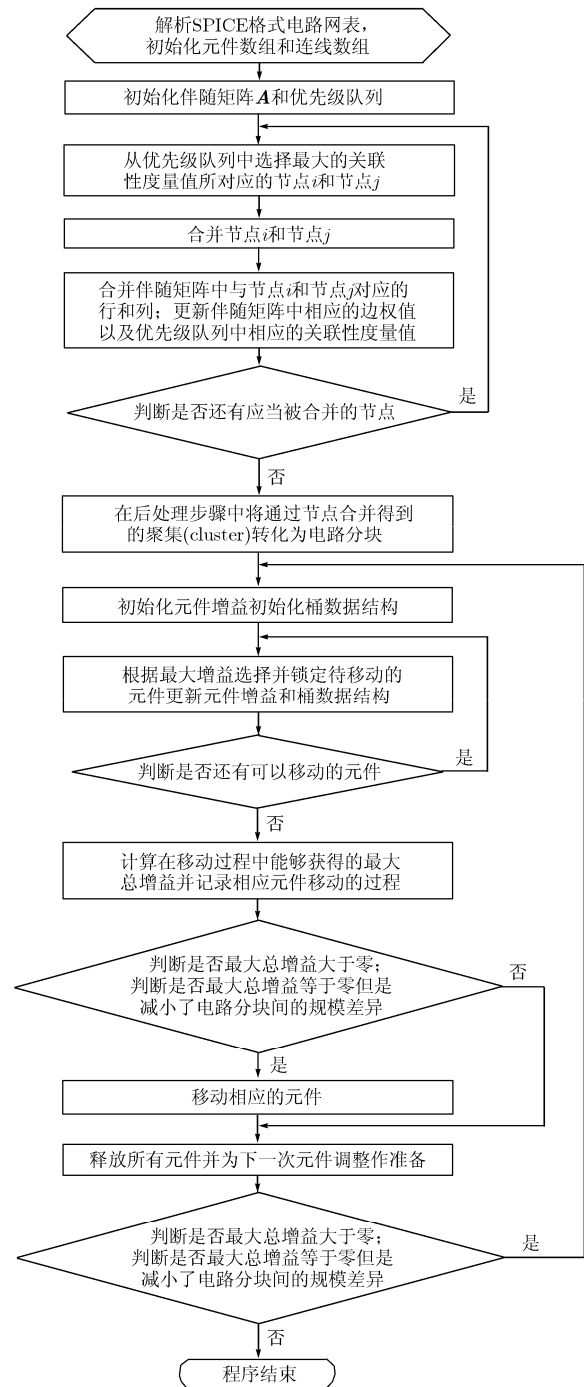 解析SPICE格式电路网表，
初始化元件数组和连线数组
初始化伴随矩阵A和优先级队列
从优先级队列中选择最大的关联
性度量值所对应的节点i和节点j
合并节点i和节点j
合并伴随矩阵中与节点i和节点j对应的
行和列；更新伴随矩阵中相应的边权值
以及优先级队列中相应的关联性度量值
判断是否还有应当被合并的节点
是
否
在后处理步骤中将通过节点合并得到
的聚集(cluster)转化为电路分块
初始化元件增益初始化桶数据结构
根据最大增益选择并锁定待移动的
元件更新元件增益和桶数据结构
判断是否还有可以移动的元件
是
否
计算在移动过程中能够获得的最大
总增益并记录相应元件移动的过程
判断是否最大总增益大于零；
判断是否最大总增益等于零但是
减小了电路分块间的规模差异
否
是
移动相应的元件
释放所有元件并为下一次元件调整作准备
判断是否最大总增益大于零；
判断是否最大总增益等于零但是
减小了电路分块间的规模差异
是
否
程序结束